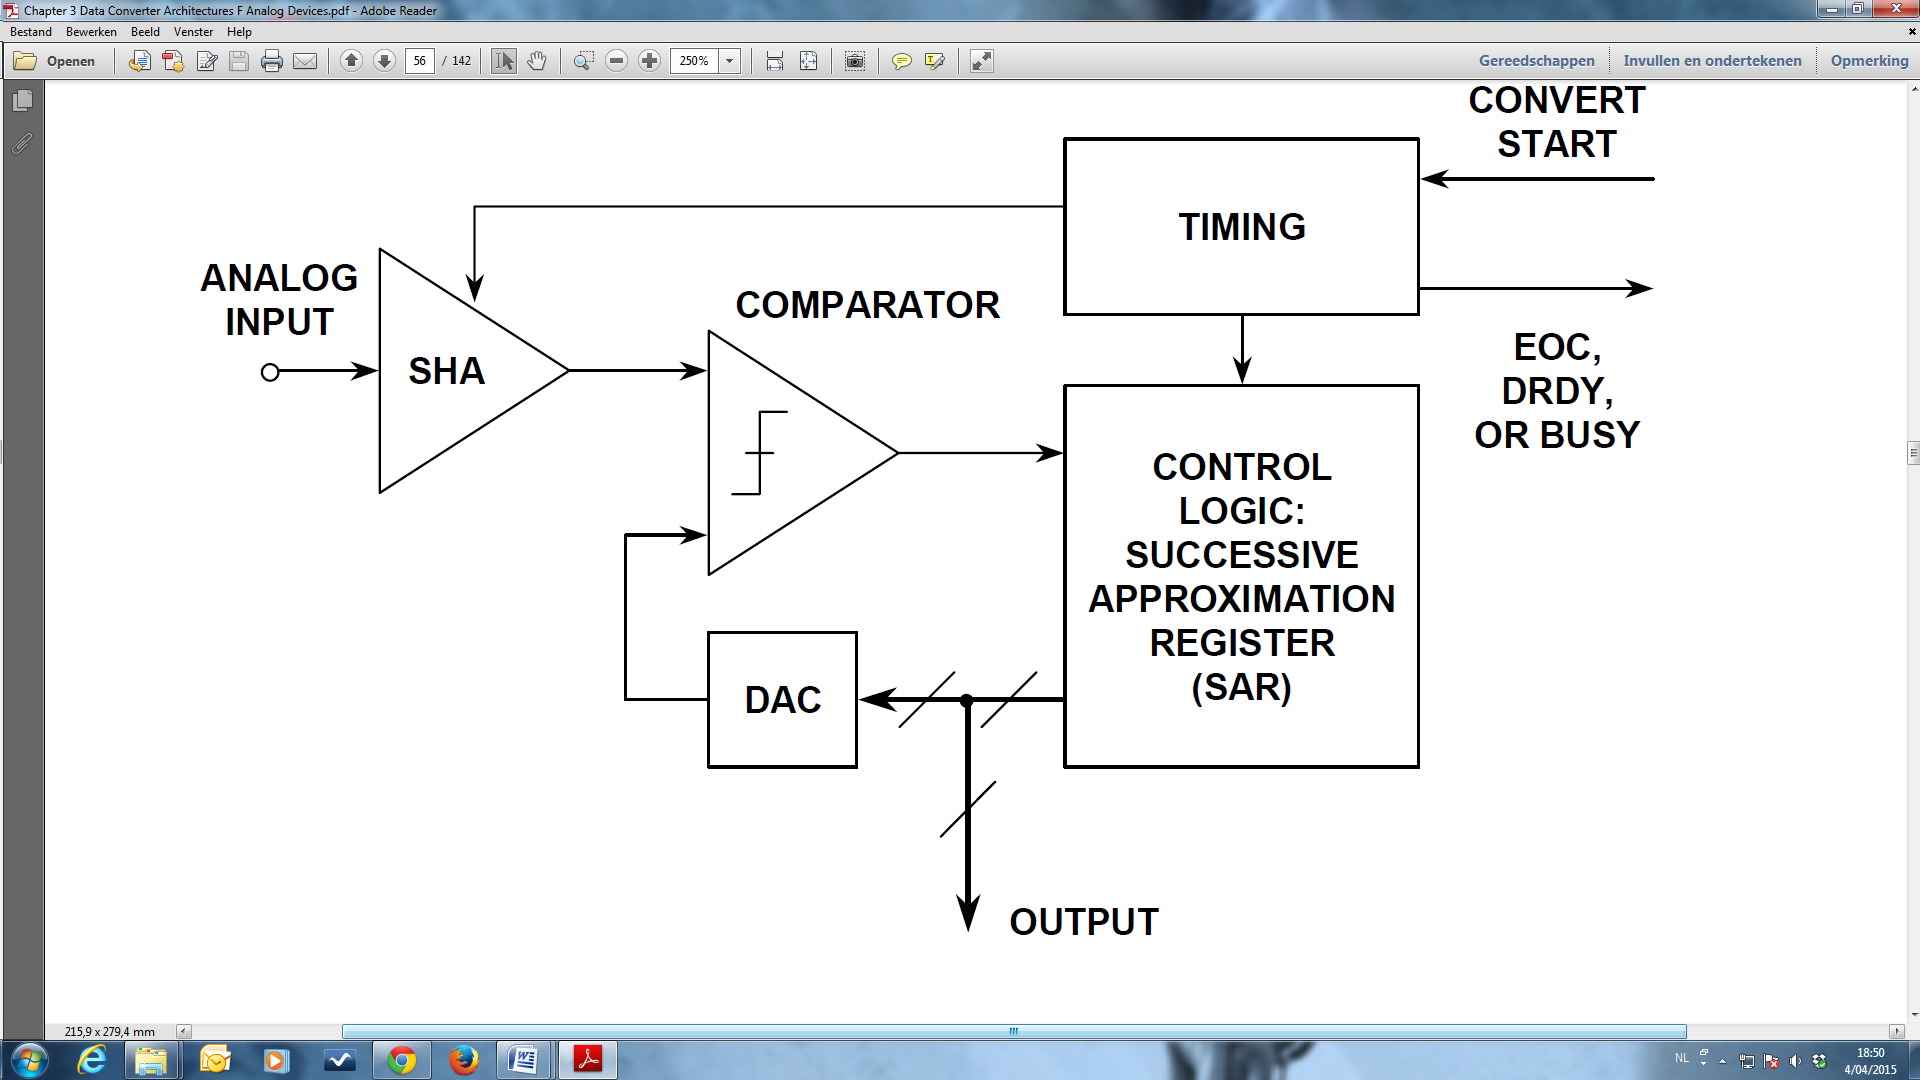 Chapter 3 Data Converter Architectures F Analog Devices.pdf - Adobe Reader
Bestand Bewerken Beeld Venster Help
Openen 56 / 142 250% Gereedschappen Invullen en ondertekenen Opmerking
CONVERT
START
TIMING
ANALOG
INPUT
SHA
COMPARATOR
EOC,
DRDY,
OR BUSY
CONTROL
LOGIC:
SUCCESSIVE
APPROXIMATION
REGISTER
(SAR)
DAC
OUTPUT
215,9 x 279,4 mm
NL
18:50
4/04/2015